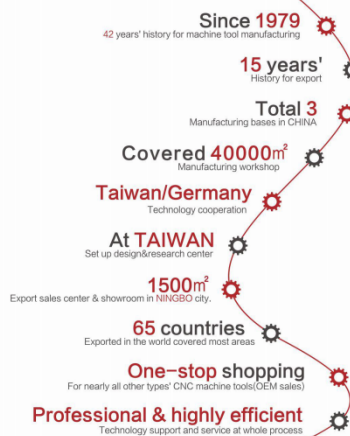 Since 1979
42 years' history for machine tool manufacturing
15 years'
History for export
Total 3
Manufacturing bases in CHINA
Covered 40000㎡
Manufacturing workshop
Taiwan/Germany
Technology cooperation
At TAIWAN
Set up design&research center
1500㎡
Export sales center & showroom in NINGBO city.
65 countries
Exported in the world covered most areas
One-stop shopping
For nearly all other types' CNC machine tools(OEM sales)
Professional & highly efficient
Technology support and service at whole process